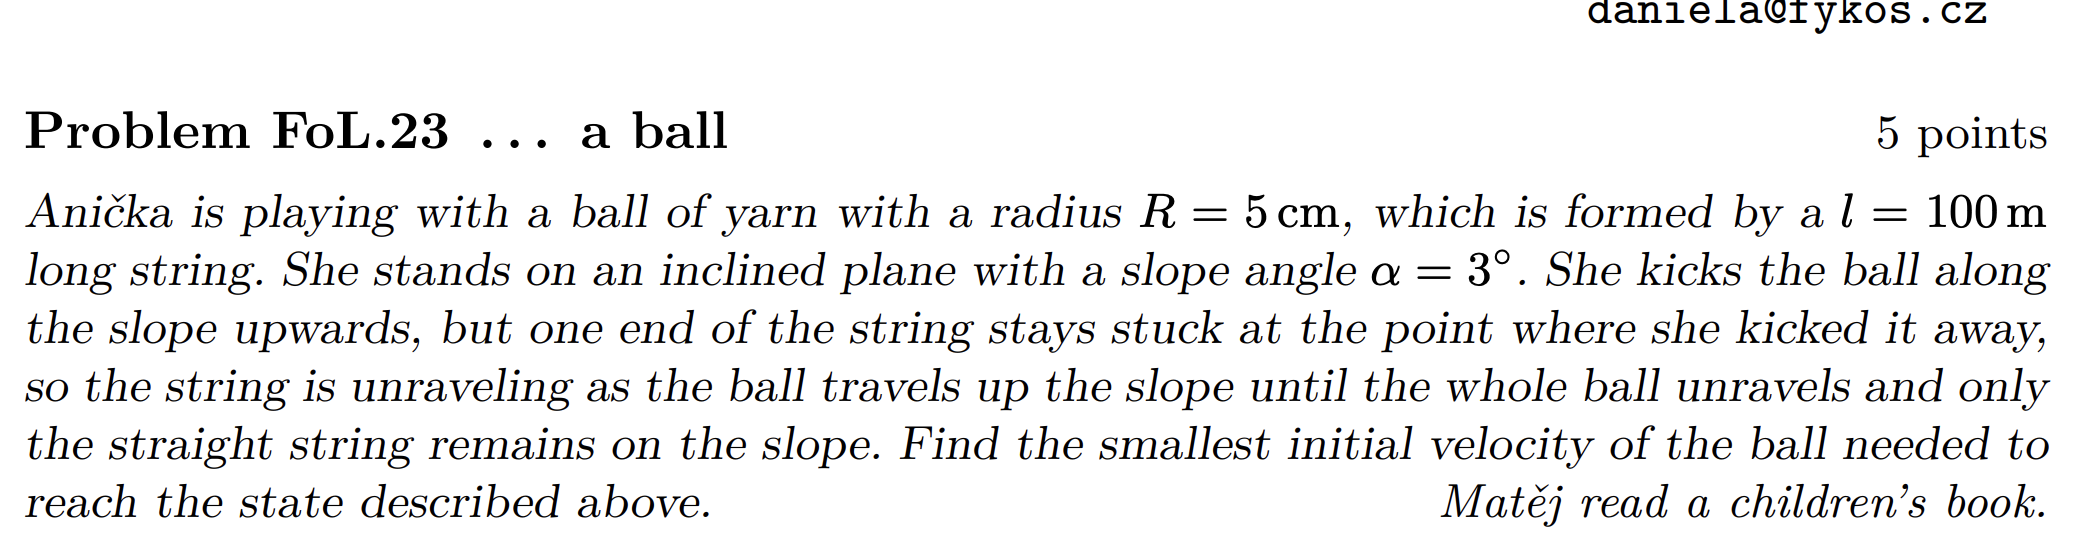 daniela@fykos.cz
Problem FoL.23 ... a ball 5 points
Anička is playing with a ball of yarn with a radius R = 5 cm, which is formed by a l = 100 m
long string. She stands on an inclined plane with a slope angle α = 3°. She kicks the ball along
the slope upwards, but one end of the string stays stuck at the point where she kicked it away,
so the string is unraveling as the ball travels up the slope until the whole ball unravels and only
the straight string remains on the slope. Find the smallest initial velocity of the ball needed to
reach the state described above. Matěj read a children's book.